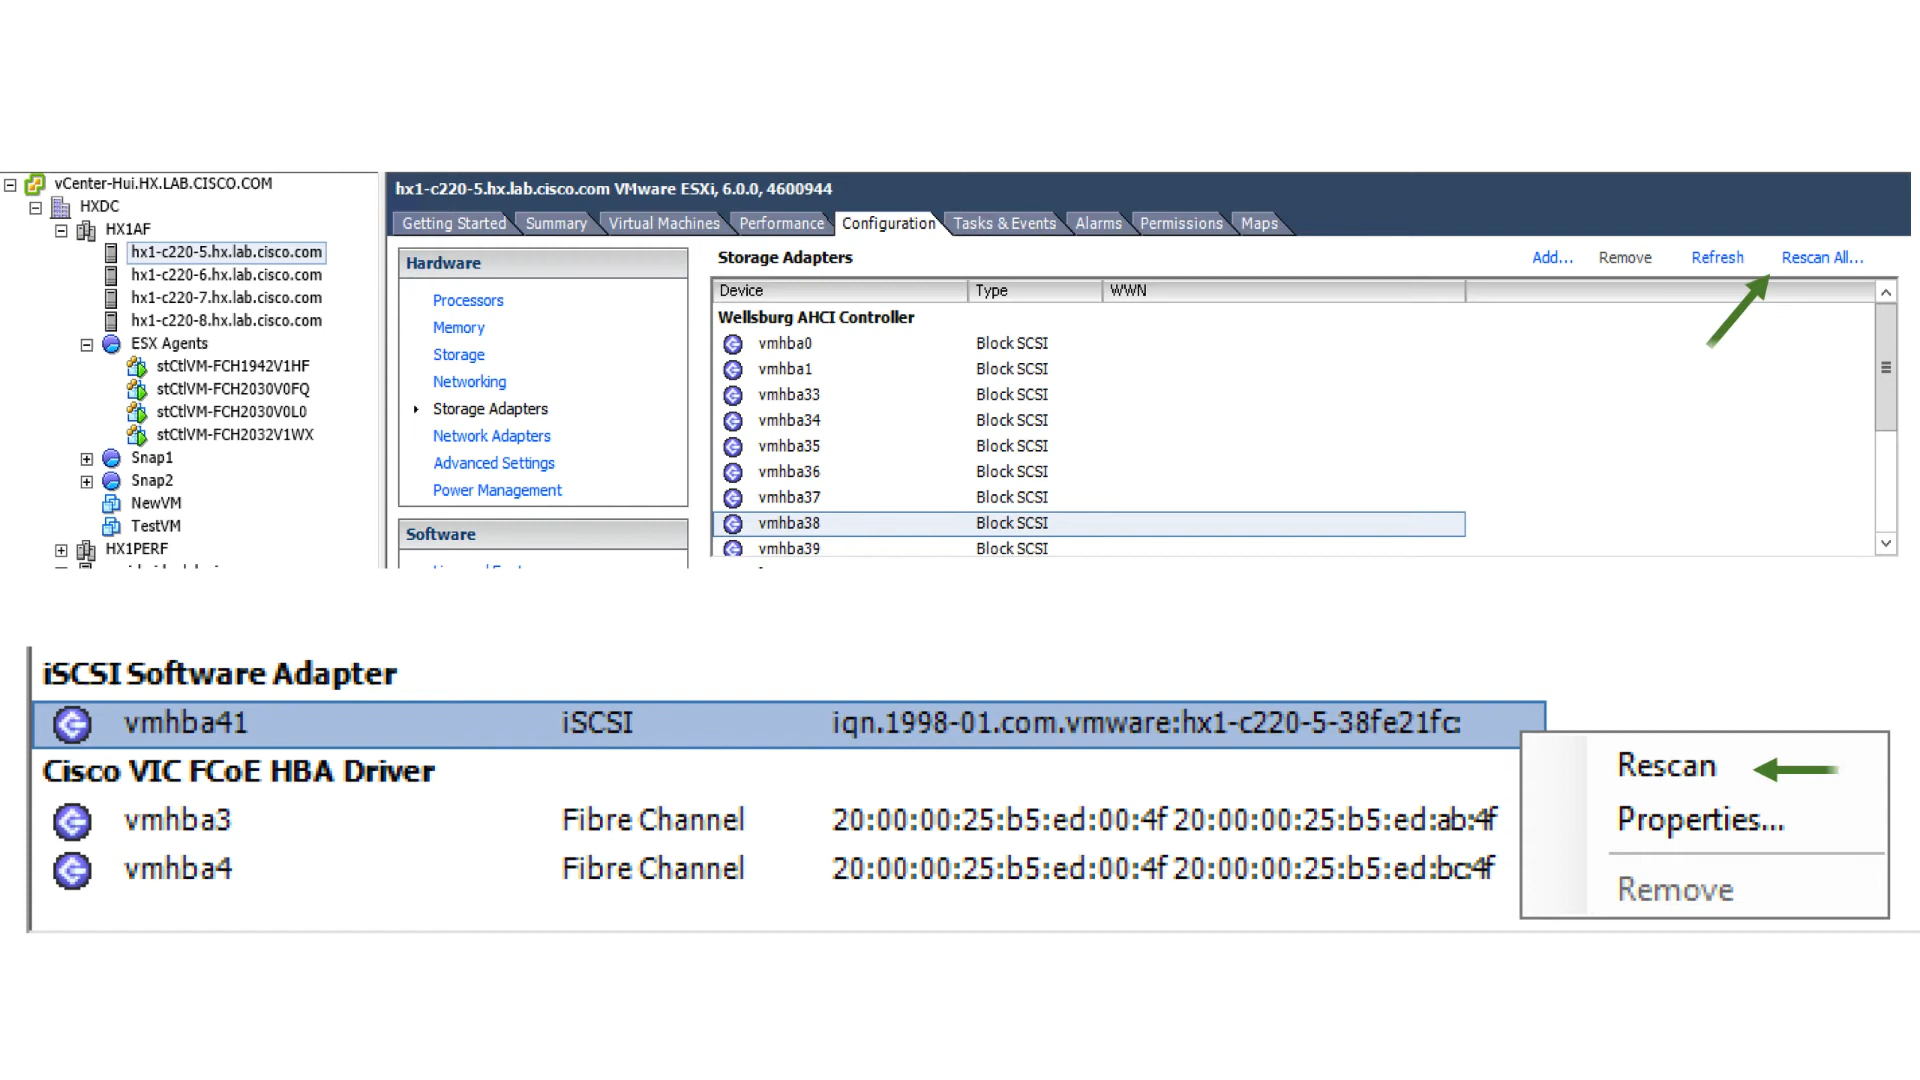 vCenter-Hui.HX.LAB.CISCO.COM
HXDC
HX1AF
hx1-c220-5.hx.lab.cisco.com
hx1-c220-6.hx.lab.cisco.com
hx1-c220-7.hx.lab.cisco.com
hx1-c220-8.hx.lab.cisco.com
ESX Agents
stCtlVM-FCH1942V1HF
stCtlVM-FCH2030V0FQ
stCtlVM-FCH2030V0L0
stCtlVM-FCH2032V1WX
Snap1
Snap2
NewVM
TestVM
HX1PERF
hx1-c220-5.hx.lab.cisco.com VMware ESXi, 6.0.0, 4600944
Getting Started Summary Virtual Machines Performance Configuration Tasks & Events Alarms Permissions Maps
Hardware
Processors
Memory
Storage
Networking
Storage Adapters
Network Adapters
Advanced Settings
Power Management
Software
Storage Adapters Add... Remove Refresh Rescan All...
Device Type WWN
Wellsburg AHCI Controller
vmhba0 Block SCSI
vmhba1 Block SCSI
vmhba33 Block SCSI
vmhba34 Block SCSI
vmhba35 Block SCSI
vmhba36 Block SCSI
vmhba37 Block SCSI
vmhba38 Block SCSI
vmhba39 Block SCSI
iSCSI Software Adapter
vmhba41 iSCSI iqn.1998-01.com.vmware:hx1-c220-5-38fe21fc:
Cisco VIC FCoE HBA Driver
vmhba3 Fibre Channel 20:00:00:25:b5:ed:00:4f 20:00:00:25:b5:ed:ab:4f
vmhba4 Fibre Channel 20:00:00:25:b5:ed:00:4f 20:00:00:25:b5:ed:bc:4f
Rescan
Properties...
Remove